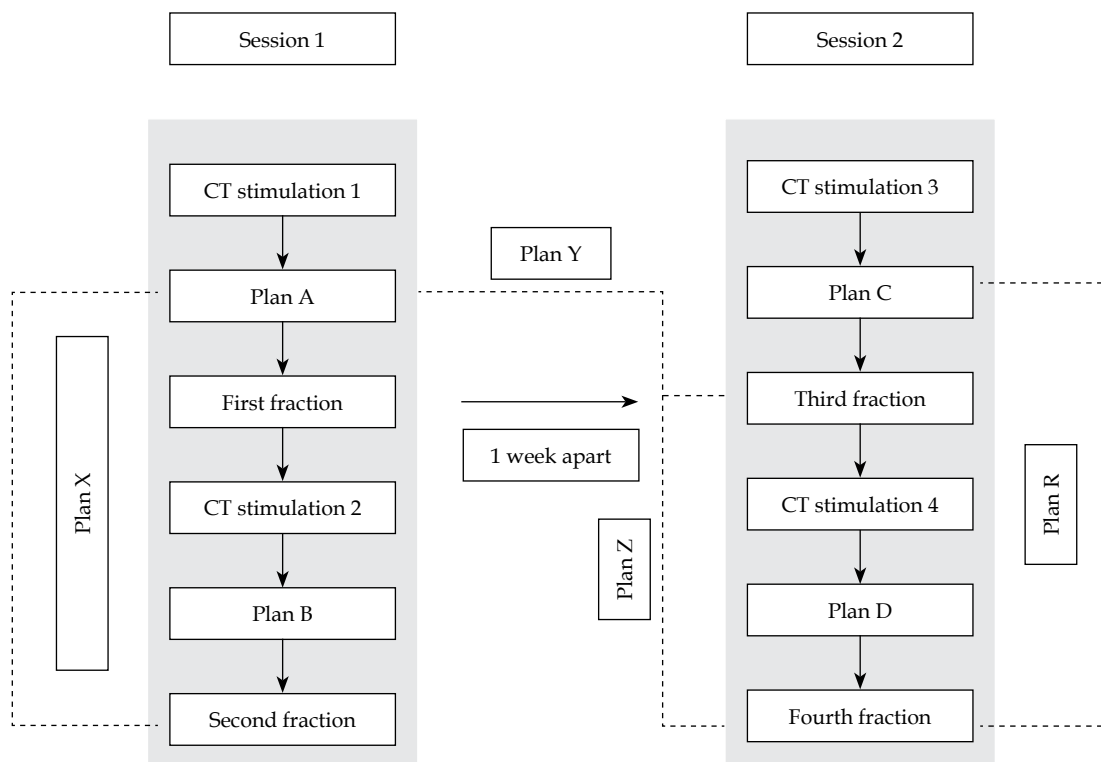 Session 1
Session 2
CT stimulation 1
Plan A
First fraction
CT stimulation 2
Plan B
Second fraction
Plan X
Plan Y
1 week apart
Plan Z
CT stimulation 3
Plan C
Third fraction
CT stimulation 4
Plan D
Fourth fraction
Plan R